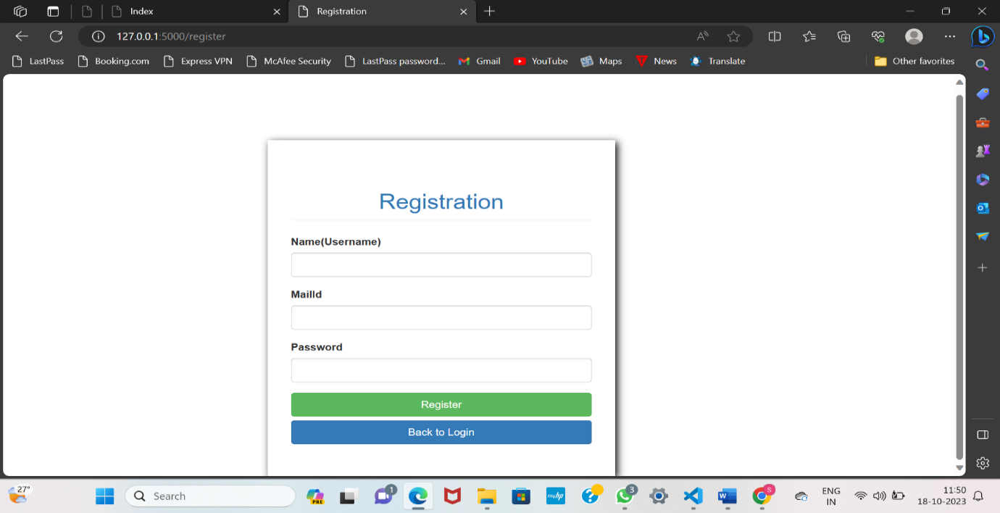 Index
Registration
127.0.0.1:5000/register
LastPass
Booking.com
Express VPN
McAfee Security
LastPass password...
Gmail
YouTube
Maps
News
Translate
Other favorites
Registration
Name(Username)
MailId
Password
Register
Back to Login
27°
Search
PRE
1
myhp
3
S
ENG
IN
11:50
18-10-2023